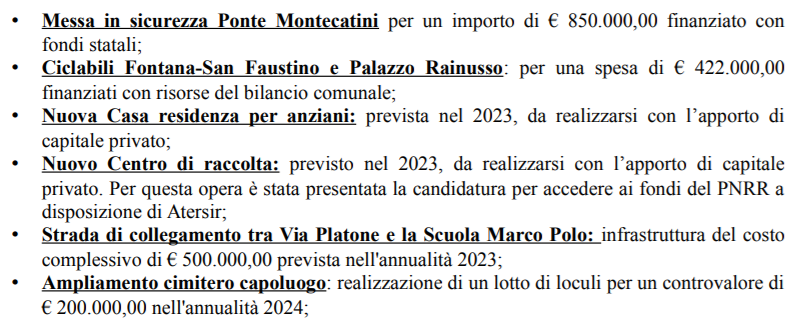 • Messa in sicurezza Ponte Montecatini per un importo di € 850.000,00 finanziato con
fondi statali;
• Ciclabili Fontana-San Faustino e Palazzo Rainusso: per una spesa di € 422.000,00
finanziati con risorse del bilancio comunale;
• Nuova Casa residenza per anziani: prevista nel 2023, da realizzarsi con l’apporto di
capitale privato;
• Nuovo Centro di raccolta: previsto nel 2023, da realizzarsi con l’apporto di capitale
privato. Per questa opera è stata presentata la candidatura per accedere ai fondi del PNRR a
disposizione di Atersir;
• Strada di collegamento tra Via Platone e la Scuola Marco Polo: infrastruttura del costo
complessivo di € 500.000,00 prevista nell'annualità 2023;
• Ampliamento cimitero capoluogo: realizzazione di un lotto di loculi per un controvalore di
€ 200.000,00 nell'annualità 2024;